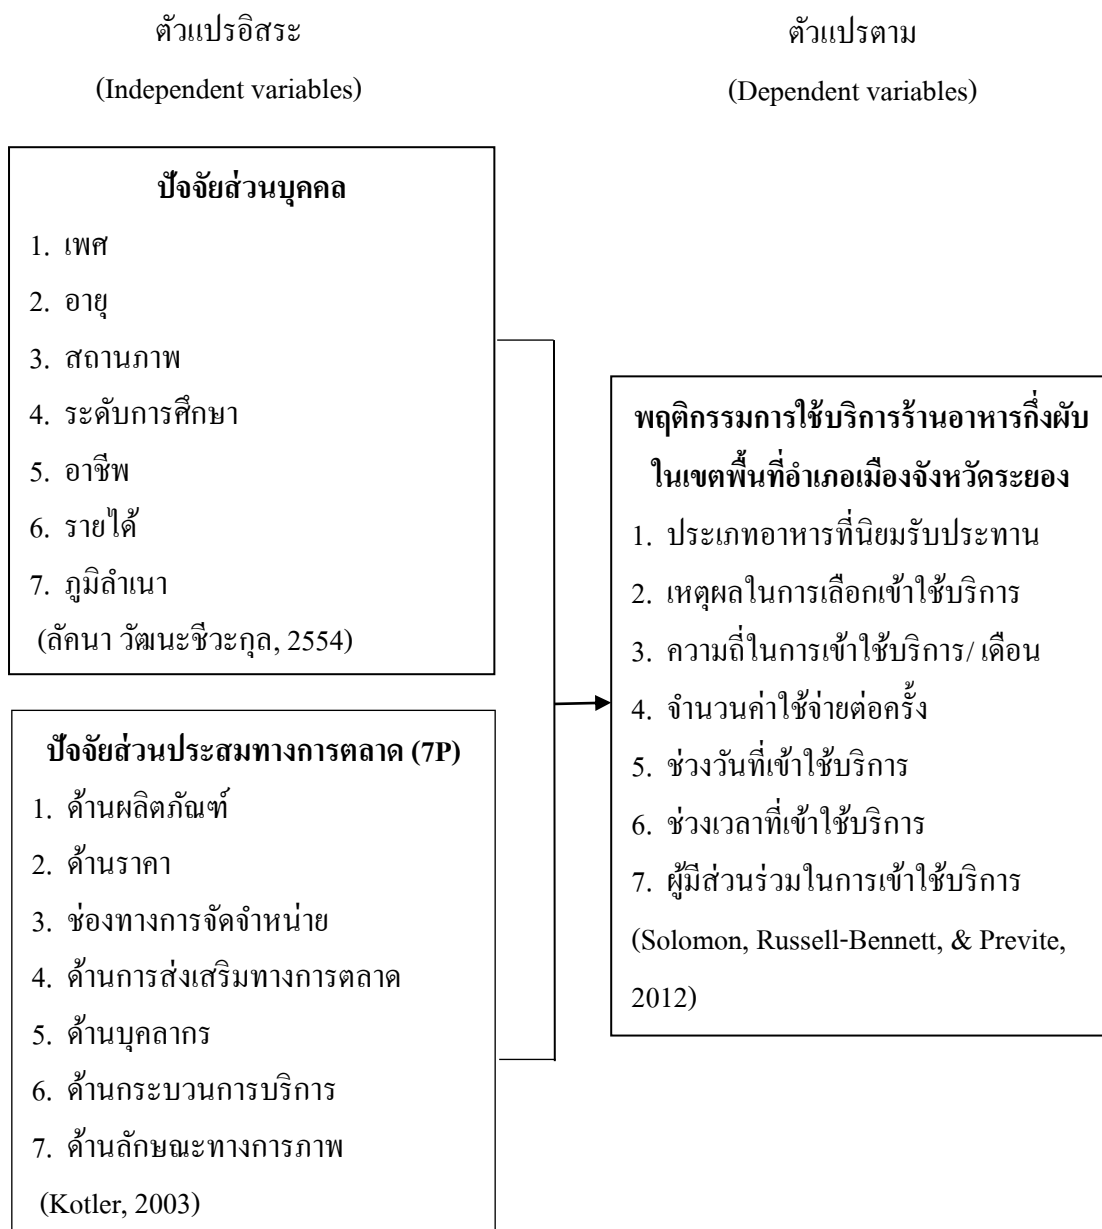 ตัวแปรอิสระ
(Independent variables)
ตัวแปรตาม
(Dependent variables)
ปัจจัยส่วนบุคคล
1. เพศ
2. อายุ
3. สถานภาพ
4. ระดับการศึกษา
5. อาชีพ
6. รายได้
7. ภูมิลำเนา
(ลัคนา วัฒนะชีวะกุล, 2554)
ปัจจัยส่วนประสมทางการตลาด (7P)
1. ด้านผลิตภัณฑ์
2. ด้านราคา
3. ช่องทางการจัดจำหน่าย
4. ด้านการส่งเสริมทางการตลาด
5. ด้านบุคลากร
6. ด้านกระบวนการบริการ
7. ด้านลักษณะทางการภาพ
(Kotler, 2003)
พฤติกรรมการใช้บริการร้านอาหารกึ่งผับ
ในเขตพื้นที่อำเภอเมืองจังหวัดระยอง
1. ประเภทอาหารที่นิยมรับประทาน
2. เหตุผลในการเลือกเข้าใช้บริการ
3. ความถี่ในการเข้าใช้บริการ/ เดือน
4. จำนวนค่าใช้จ่ายต่อครั้ง
5. ช่วงวันที่เข้าใช้บริการ
6. ช่วงเวลาที่เข้าใช้บริการ
7. ผู้มีส่วนร่วมในการเข้าใช้บริการ
(Solomon, Russell-Bennett, & Previte,
2012)